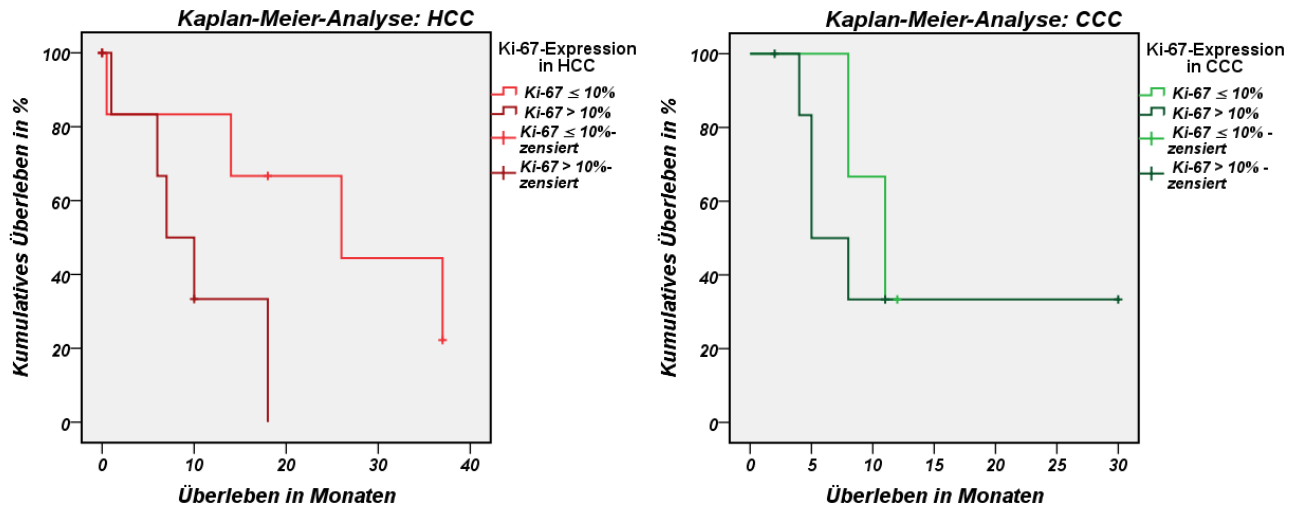 Kaplan-Meier-Analyse: HCC
Kumulatives Überleben in %
100
80
60
40
20
0
0 10 20 30 40
Überleben in Monaten
Ki-67-Expression
in HCC
Ki-67 ≤ 10%
Ki-67 > 10%
Ki-67 ≤ 10%-
zensiert
Ki-67 > 10%-
zensiert
Kaplan-Meier-Analyse: CCC
Kumulatives Überleben in %
100
80
60
40
20
0
0 5 10 15 20 25 30
Überleben in Monaten
Ki-67-Expression
in CCC
Ki-67 ≤ 10%
Ki-67 > 10%
Ki-67 ≤ 10% -
zensiert
Ki-67 > 10% -
zensiert